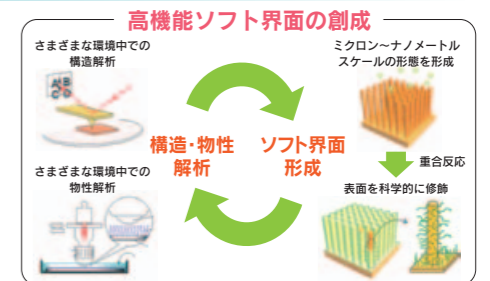 高機能ソフト界面の創成
さまざまな環境中での
構造解析
ミクロン～ナノメートル
スケールの形態を形成
構造・物性
解析
ソフト界面
形成
重合反応
さまざまな環境中での
物性解析
表面を科学的に修飾